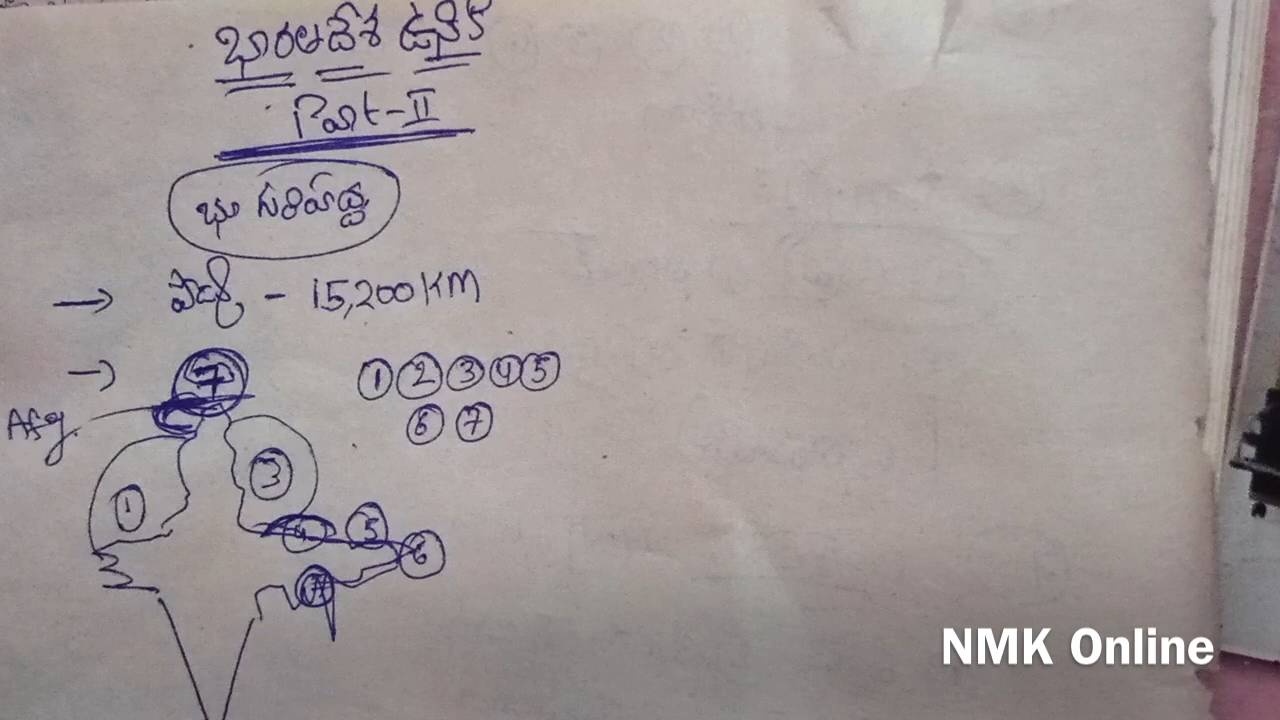 భారతదేశ ఉనికి
Part-II
భూ సరిహద్దు
→ పొడవు - 15,200 KM
→ 7 1 2 3 4 5
6 7
Afg.
1 3
4 5 6
7
NMK Online